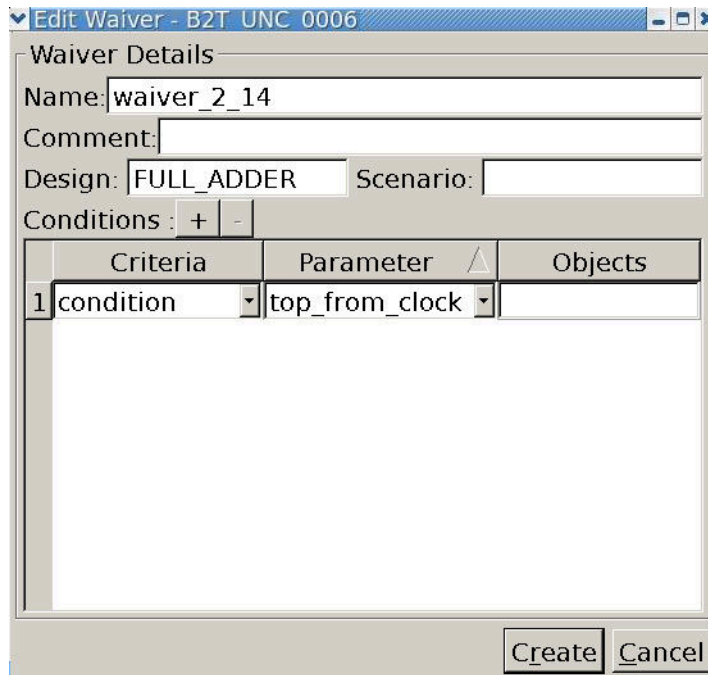 Edit Waiver - B2T_UNC_0006
Waiver Details
Name: waiver_2_14
Comment:
Design: FULL_ADDER Scenario:
Conditions : + -
Criteria Parameter Objects
1 condition top_from_clock
Create Cancel